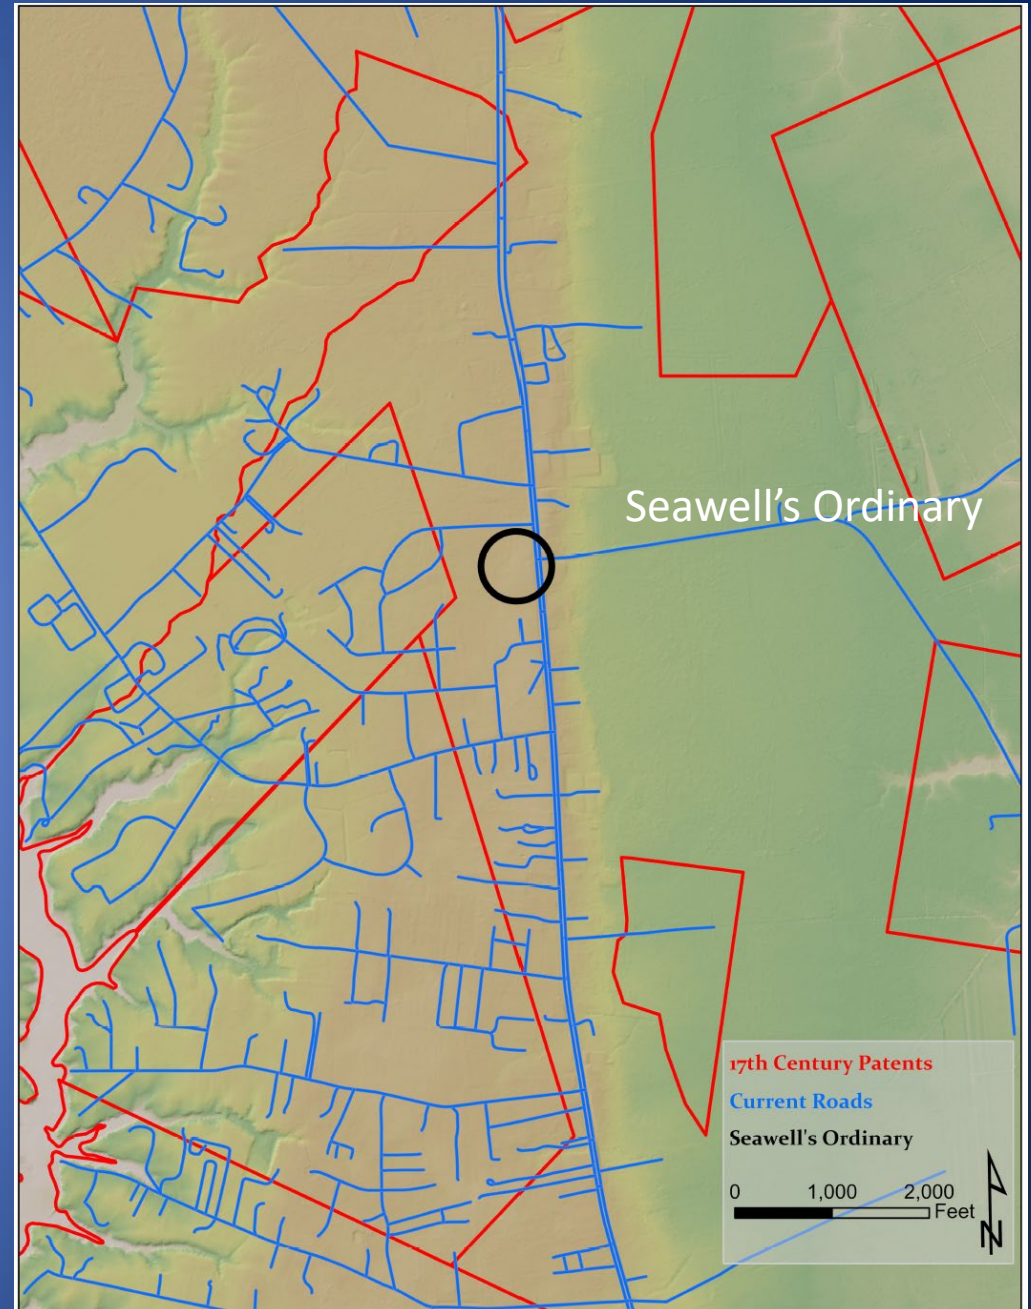 Seawell’s Ordinary
17th Century Patents
Current Roads
Seawell's Ordinary
0 1,000 2,000
Feet
N